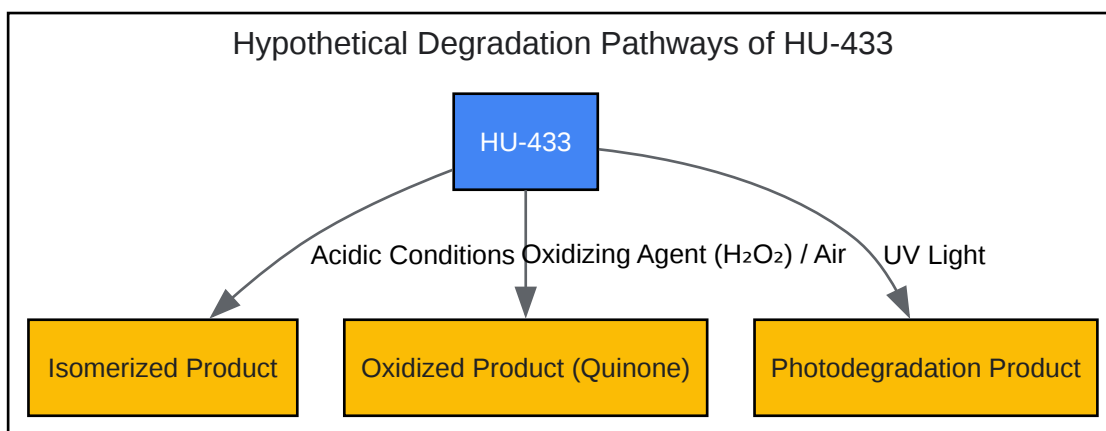 Hypothetical Degradation Pathways of HU-433
HU-433
Acidic Conditions
Oxidizing Agent (H₂O₂) / Air
UV Light
Isomerized Product
Oxidized Product (Quinone)
Photodegradation Product